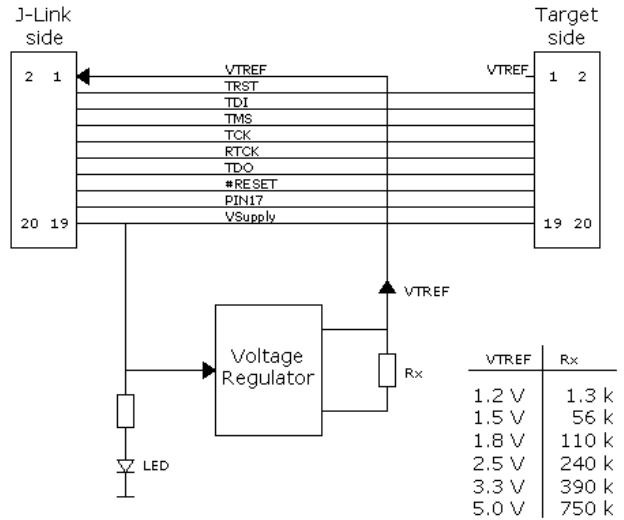 J-Link
side
Target
side
2 1
VTREF
VTREF
1 2
TRST
TDI
TMS
TCK
RTCK
TDO
#RESET
PIN17
20 19
VSupply
19 20
VTREF
Voltage
Regulator
Rx
LED
VTREF Rx
1.2 V 1.3 k
1.5 V 56 k
1.8 V 110 k
2.5 V 240 k
3.3 V 390 k
5.0 V 750 k